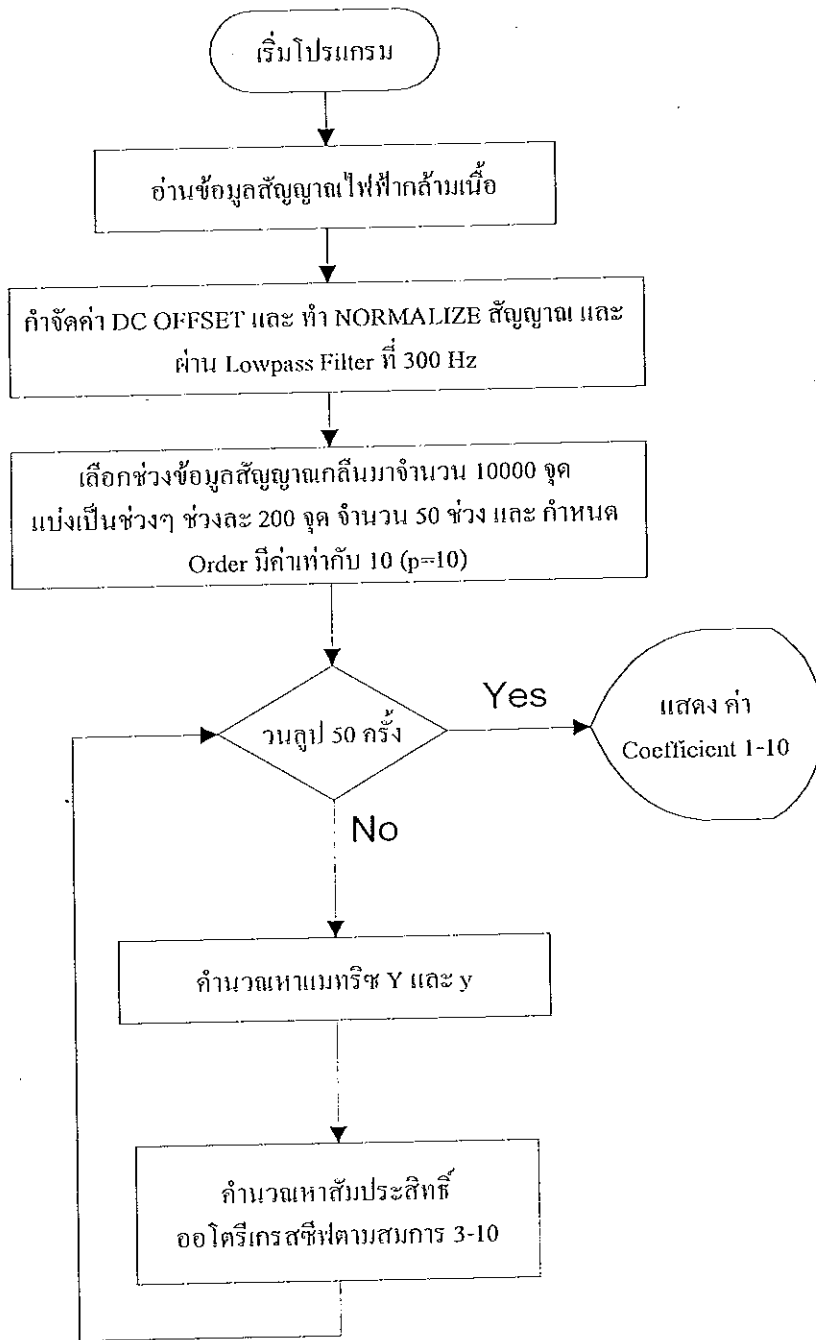 เริ่มโปรแกรม
อ่านข้อมูลสัญญาณไฟฟ้ากล้ามเนื้อ
กำจัดค่า DC OFFSET และ ทำ NORMALIZE สัญญาณ และ
ผ่าน Lowpass Filter ที่ 300 Hz
เลือกช่วงข้อมูลสัญญาณกลืนมาจำนวน 10000 จุด
แบ่งเป็นช่วงๆ ช่วงละ 200 จุด จำนวน 50 ช่วง และ กำหนด
Order มีค่าเท่ากับ 10 (p=10)
วนลูป 50 ครั้ง
Yes
แสดง ค่า
Coefficient 1-10
No
คำนวณหาแมทริซ Y และ y
คำนวณหาสัมประสิทธิ์
ออโตรีเกรสซีฟตามสมการ 3-10